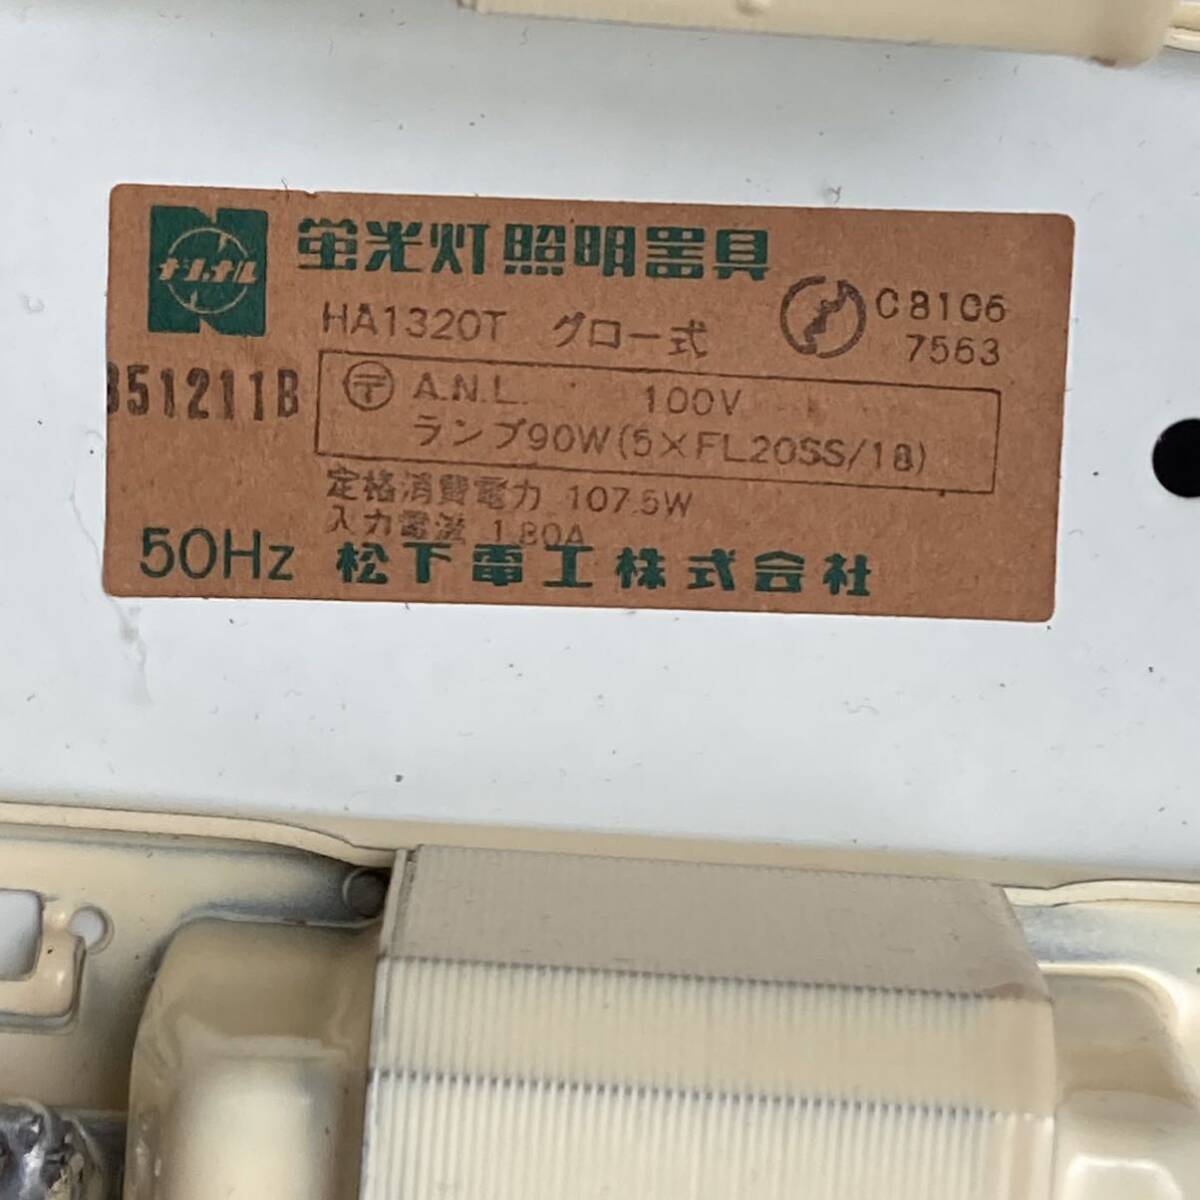 ナショナル
蛍光灯照明器具
HA1320T グロー式
C8106
7563
851211B
〒 A.N.L. 100V
ランプ90W(5×FL20SS/18)
定格消費電力 107.5W
入力電流 1.80A
50Hz 松下電工株式会社